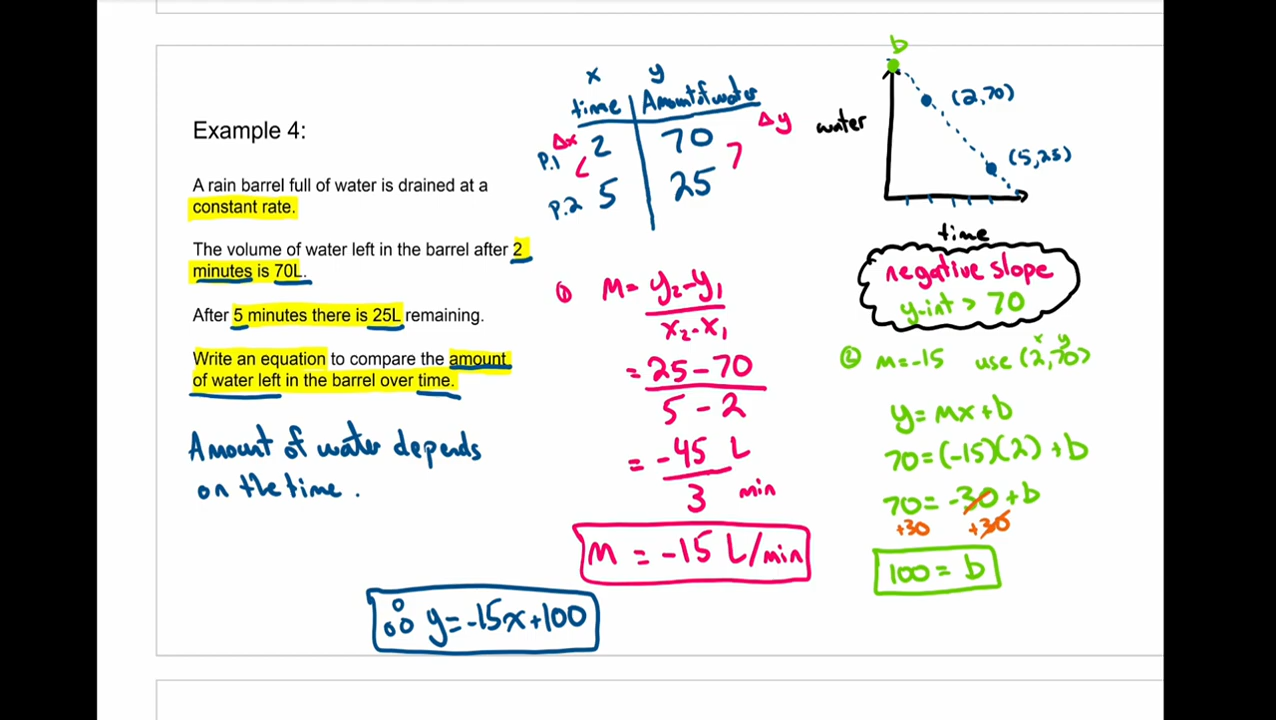 Example 4:
A rain barrel full of water is drained at a
constant rate.
The volume of water left in the barrel after 2
minutes is 70L.
After 5 minutes there is 25L remaining.
Write an equation to compare the amount
of water left in the barrel over time.
Amount of water depends
on the time.
x y
time Amount of water
Δx Δy
P.1 2 70
P.2 5 25
① M = y₂-y₁
x₂-x₁
= 25-70
5-2
= -45 L
3 min
M = -15 L/min
b
water
(2,70)
(5,25)
time
negative slope
y-int > 70
② m=-15 use (2,70)
x y
y = mx+b
70=(-15)(2)+b
70=-30+b
+30 +30
100 = b
∴ y=-15x+100